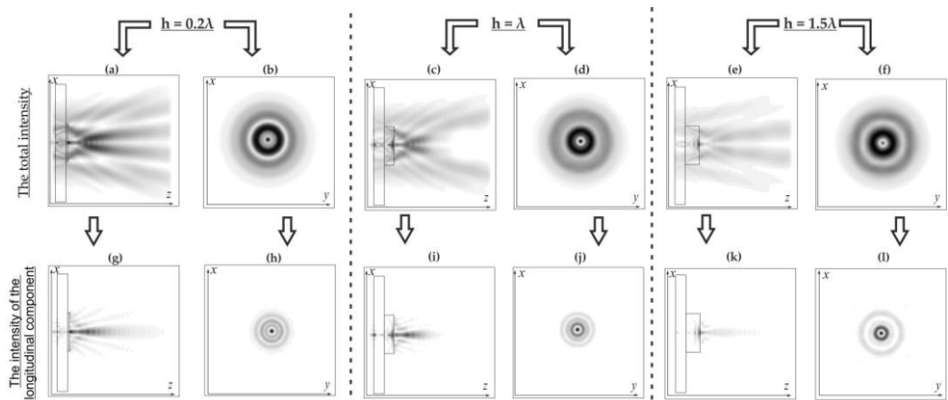 h = 0.2λ
h = λ
h = 1.5λ
(a)
(b)
(c)
(d)
(e)
(f)
The total intensity
x
z
x
y
x
z
x
y
x
z
x
y
(g)
(h)
(i)
(j)
(k)
(l)
The intensity of the
longitudinal component
x
z
x
y
x
z
x
y
x
z
x
y